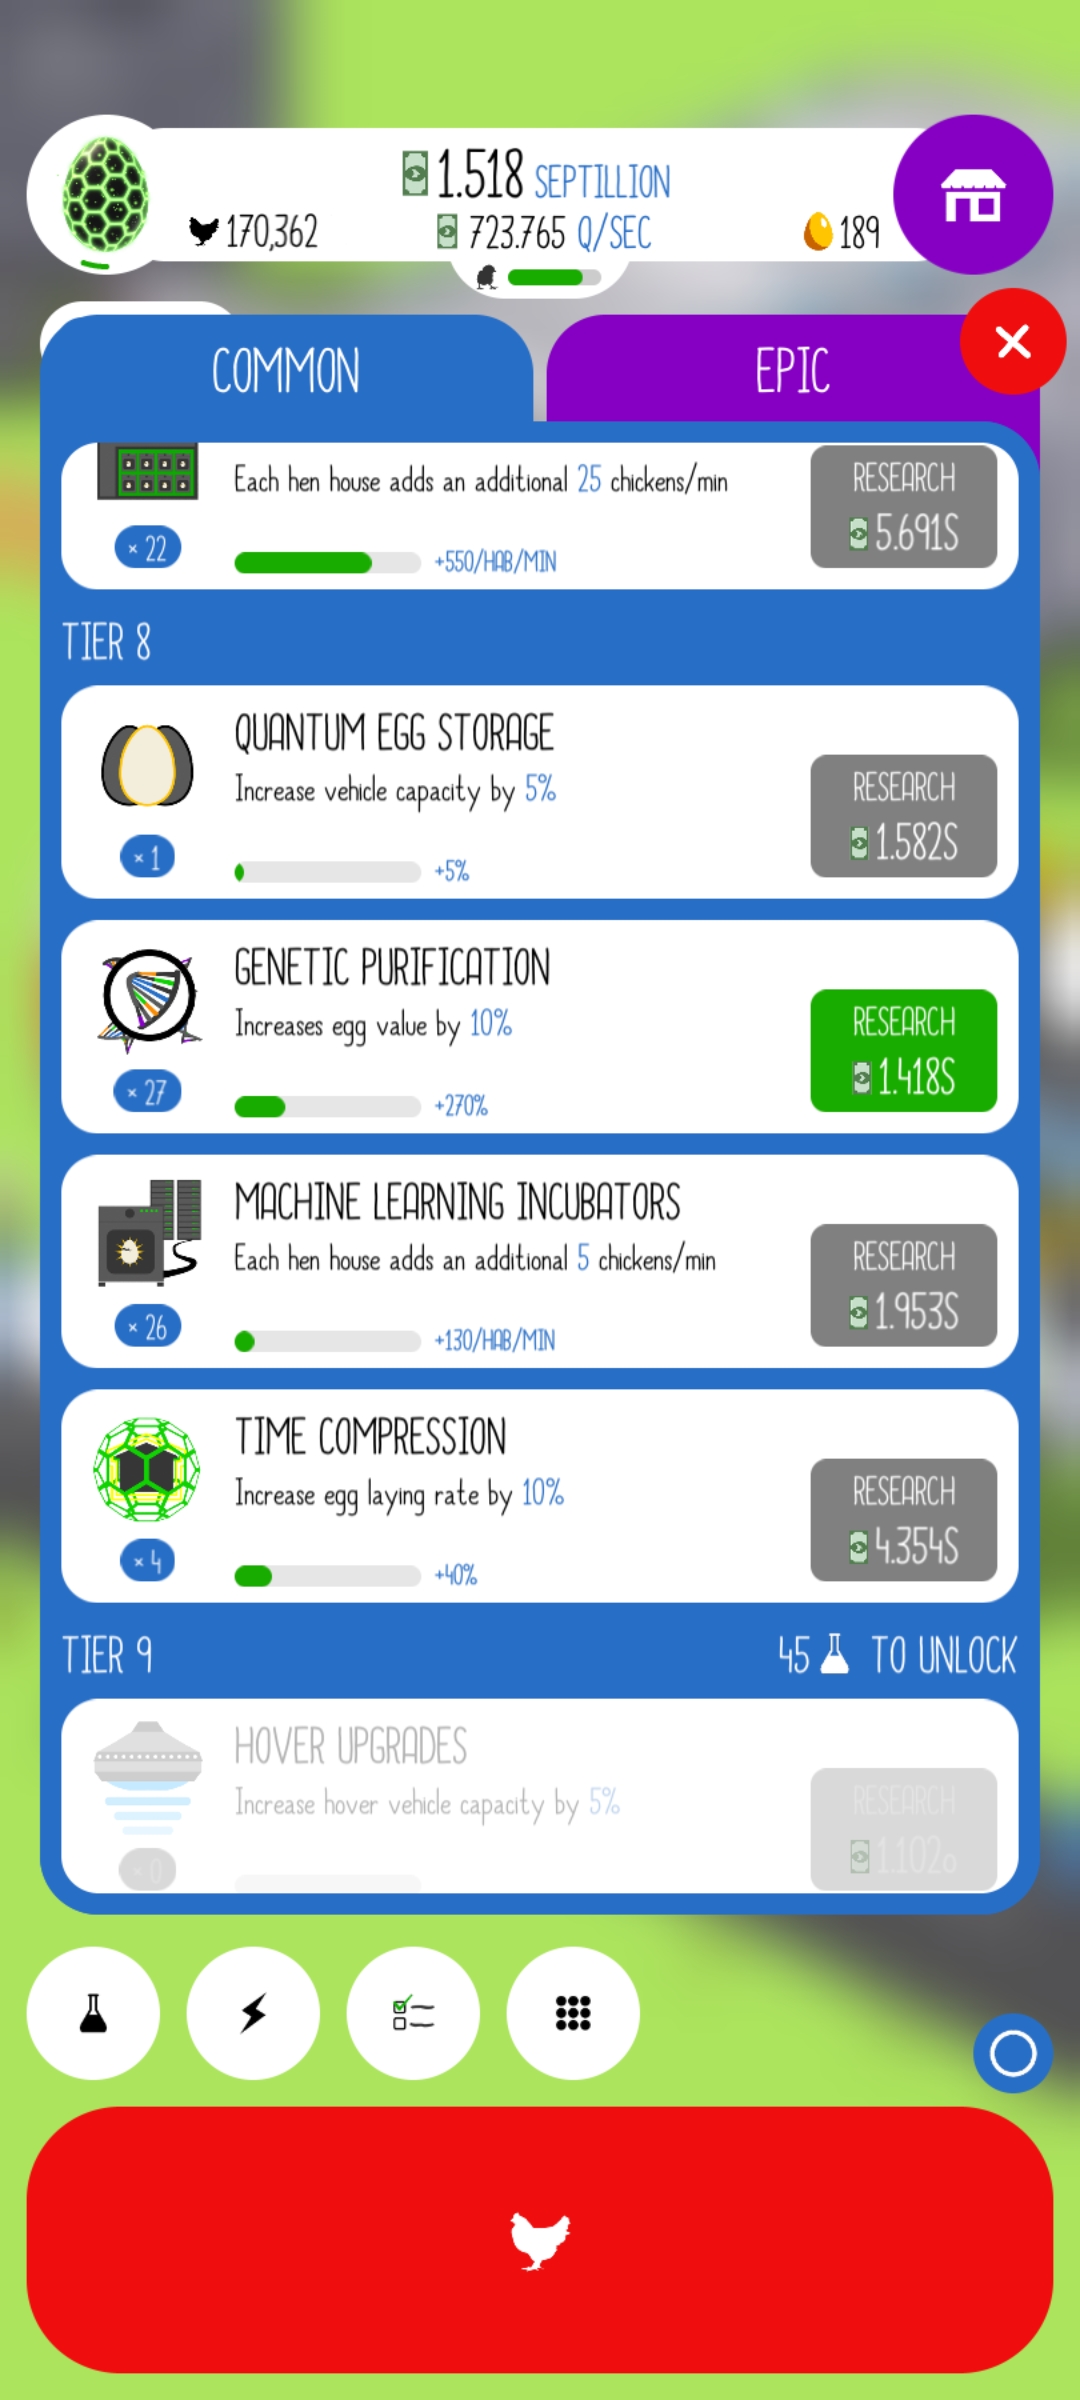 1.518 SEPTILLION
170,362
723.765 Q/SEC
189
COMMON
EPIC
Each hen house adds an additional 25 chickens/min
RESEARCH
5.691S
× 22
+550/HAB/MIN
TIER 8
QUANTUM EGG STORAGE
Increase vehicle capacity by 5%
RESEARCH
1.582S
× 1
+5%
GENETIC PURIFICATION
Increases egg value by 10%
RESEARCH
1.418S
× 27
+270%
MACHINE LEARNING INCUBATORS
Each hen house adds an additional 5 chickens/min
RESEARCH
1.953S
× 26
+130/HAB/MIN
TIME COMPRESSION
Increase egg laying rate by 10%
RESEARCH
4.354S
× 4
+40%
TIER 9
45 TO UNLOCK
HOVER UPGRADES
Increase hover vehicle capacity by 5%
RESEARCH
1.102o
× 0